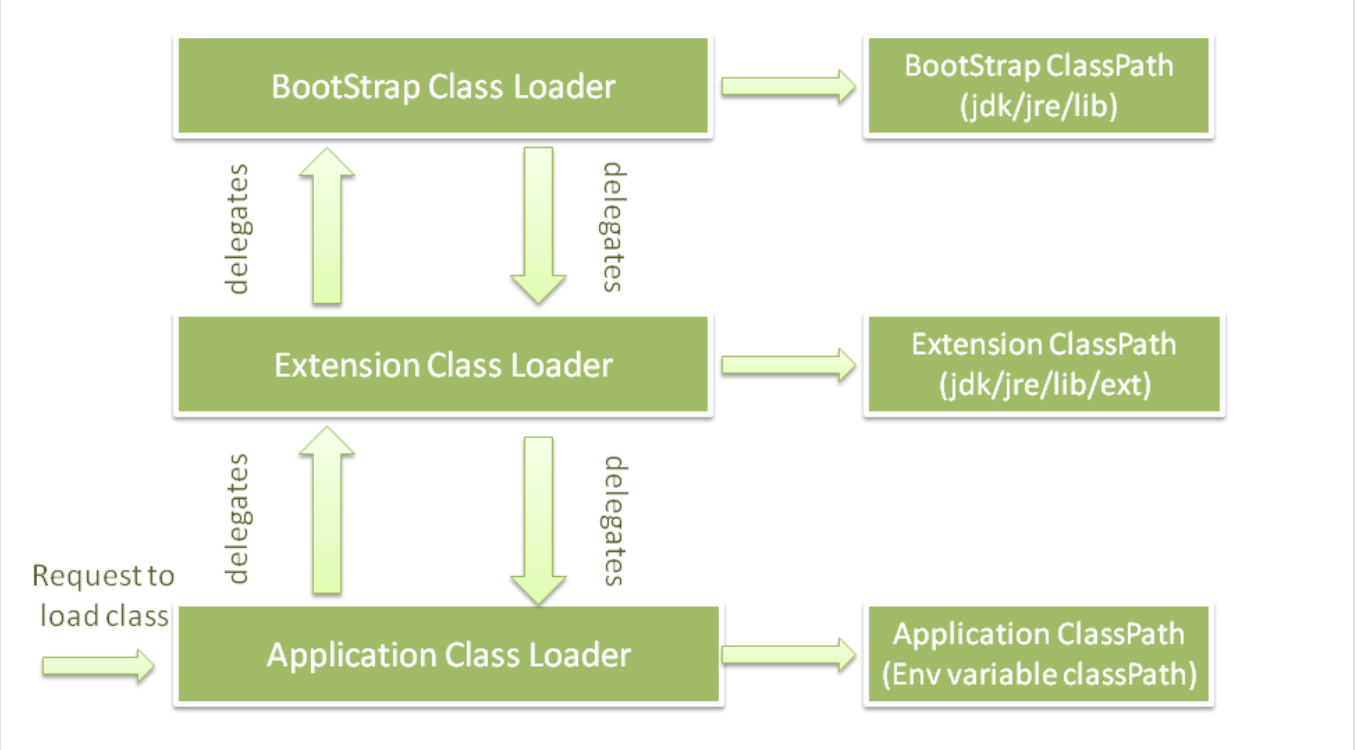 BootStrap Class Loader
BootStrap ClassPath
(jdk/jre/lib)
delegates
delegates
Extension Class Loader
Extension ClassPath
(jdk/jre/lib/ext)
delegates
delegates
Request to
load class
Application Class Loader
Application ClassPath
(Env variable classPath)